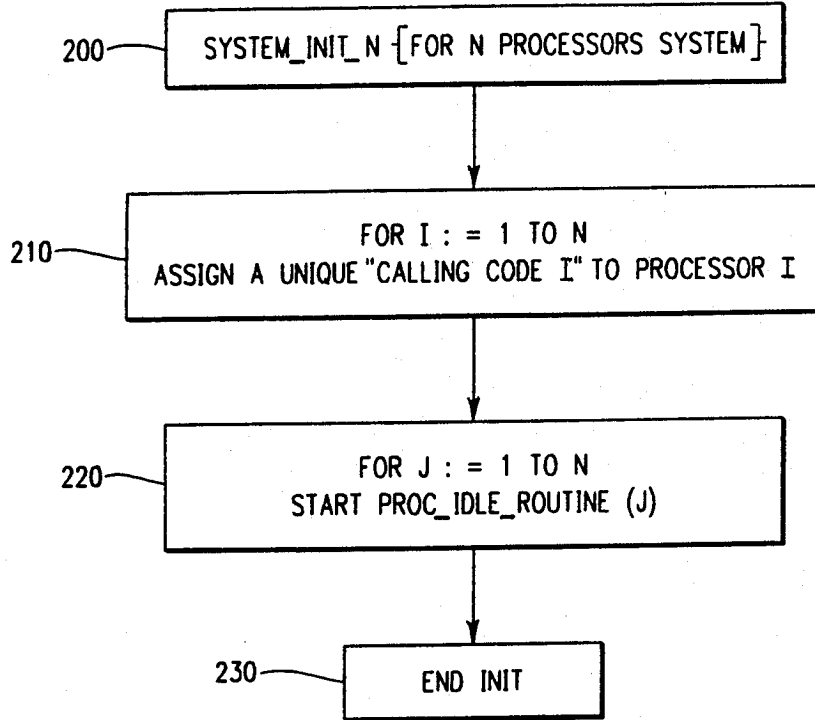 200
SYSTEM_INIT_N {FOR N PROCESSORS SYSTEM}
210
FOR I : = 1 TO N
ASSIGN A UNIQUE "CALLING CODE I" TO PROCESSOR I
220
FOR J : = 1 TO N
START PROC_IDLE_ROUTINE (J)
230
END INIT